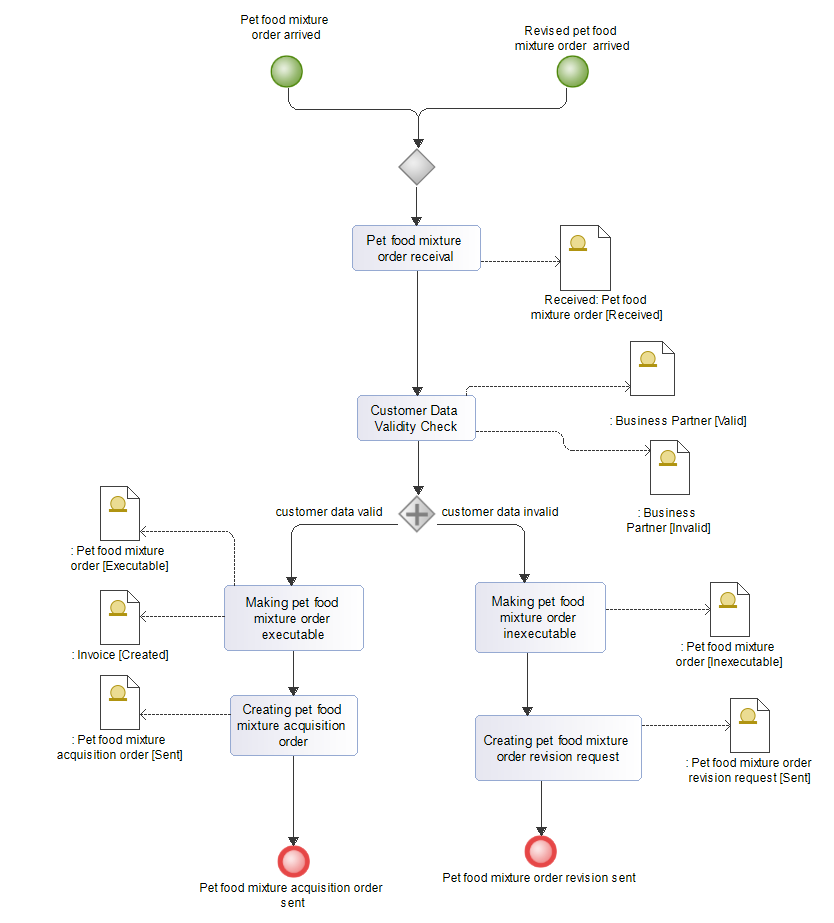 Pet food mixture
order arrived
Revised pet food
mixture order  arrived
Pet food mixture
order receival
Received: Pet food
mixture order [Received]
Customer Data
Validity Check
: Business Partner [Valid]
: Business
Partner [Invalid]
customer data valid
customer data invalid
: Pet food mixture
order [Executable]
Making pet food
mixture order
executable
Making pet food
mixture order
inexecutable
: Pet food mixture
order [Inexecutable]
: Invoice [Created]
Creating pet food
mixture acquisition
order
: Pet food mixture
acquisition order [Sent]
Creating pet food mixture
order revision request
: Pet food mixture order
revision request [Sent]
Pet food mixture acquisition order
sent
Pet food mixture order revision sent